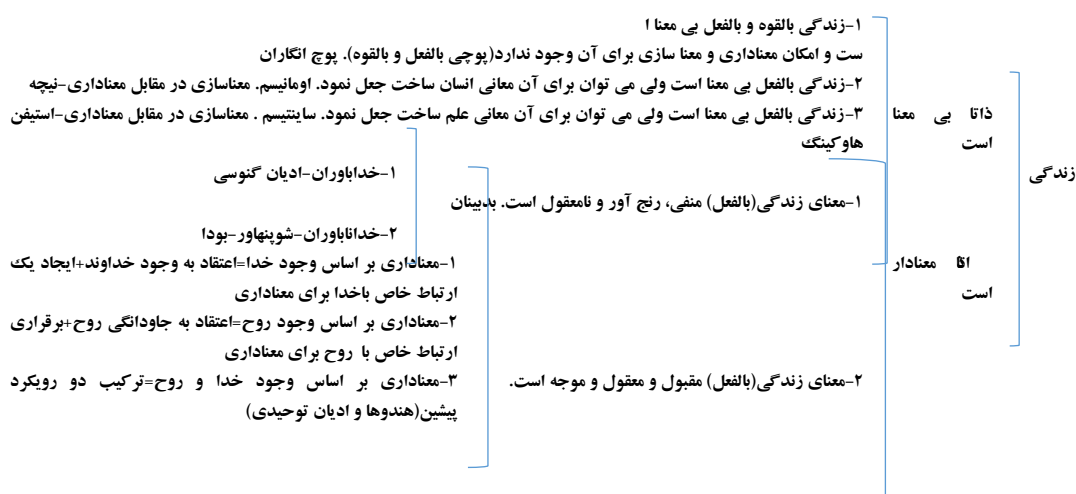 زندگی
ذاتا بی معنا
است
۱-زندگی بالقوه و بالفعل بی معنا ا
ست و امکان معناداری و معنا سازی برای آن وجود ندارد(پوچی بالفعل و بالقوه). پوچ انگاران
۲-زندگی بالفعل بی معنا است ولی می توان برای آن معانی انسان ساخت جعل نمود. اومانیسم. معناسازی در مقابل معناداری-نیچه
۳-زندگی بالفعل بی معنا است ولی می توان برای آن معانی علم ساخت جعل نمود. ساینتیسم . معناسازی در مقابل معناداری-استیفن
هاوکینگ
معنادار
است
۱-معنای زندگی(بالفعل) منفی، رنج آور و نامعقول است. بدبینان
۱-خداباوران-ادیان گنوسی
۲-خداناباوران-شوپنهاور-بودا
۲-معنای زندگی(بالفعل) مقبول و معقول و موجه است.
۱-معناداری بر اساس وجود خدا=اعتقاد به وجود خداوند+ایجاد یک
ارتباط خاص باخدا برای معناداری
۲-معناداری بر اساس وجود روح=اعتقاد به جاودانگی روح+برقراری
ارتباط خاص با روح برای معناداری
۳-معناداری بر اساس وجود خدا و روح=ترکیب دو رویکرد
پیشین(هندوها و ادیان توحیدی)